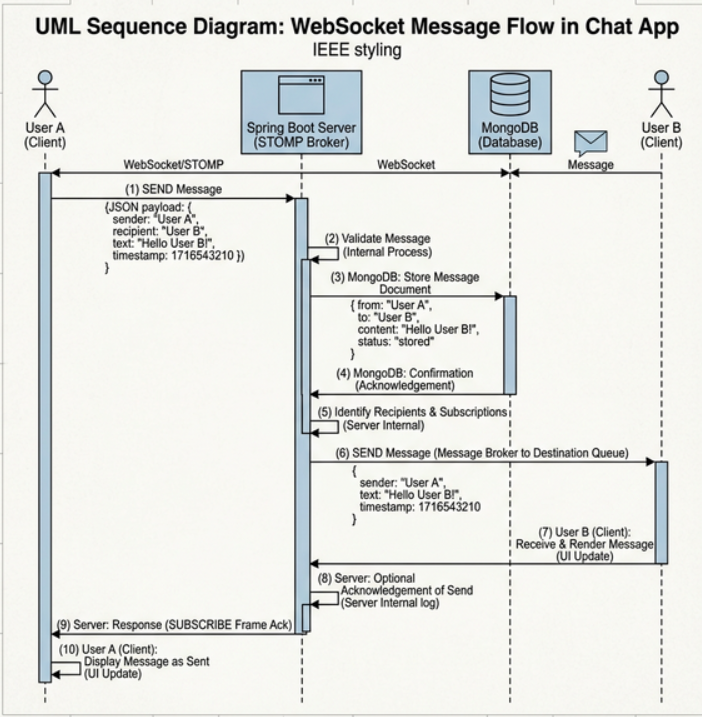 UML Sequence Diagram: WebSocket Message Flow in Chat App
IEEE styling
User A
(Client)
Spring Boot Server
(STOMP Broker)
MongoDB
(Database)
User B
(Client)
WebSocket/STOMP
WebSocket
Message
(1) SEND Message
{JSON payload: {
sender: "User A",
recipient: "User B",
text: "Hello User B!",
timestamp: 1716543210 })
}
(2) Validate Message
(Internal Process)
(3) MongoDB: Store Message
Document
{ from: "User A",
to: "User B",
content: "Hello User B!",
status: "stored"
}
(4) MongoDB: Confirmation
(Acknowledgement)
(5) Identify Recipients & Subscriptions
(Server Internal)
(6) SEND Message (Message Broker to Destination Queue)
{
sender: "User A",
text: "Hello User B!",
timestamp: 1716543210
}
(7) User B (Client):
Receive & Render Message
(UI Update)
(8) Server: Optional
Acknowledgement of Send
(Server Internal log)
(9) Server: Response (SUBSCRIBE Frame Ack)
(10) User A (Client):
Display Message as Sent
(UI Update)